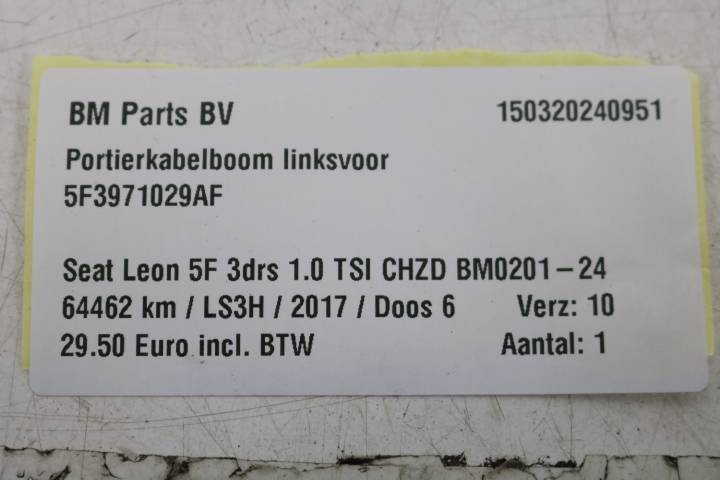 BM Parts BV 150320240951
Portierkabelboom linksvoor
5F3971029AF
Seat Leon 5F 3drs 1.0 TSI CHZD BM0201-24
64462 km / LS3H / 2017 / Doos 6 Verz: 10
29.50 Euro incl. BTW Aantal: 1